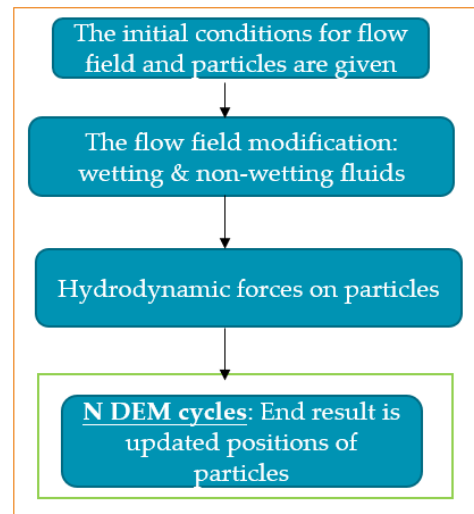 The initial conditions for flow
field and particles are given
The flow field modification:
wetting & non-wetting fluids
Hydrodynamic forces on particles
N DEM cycles: End result is
updated positions of
particles